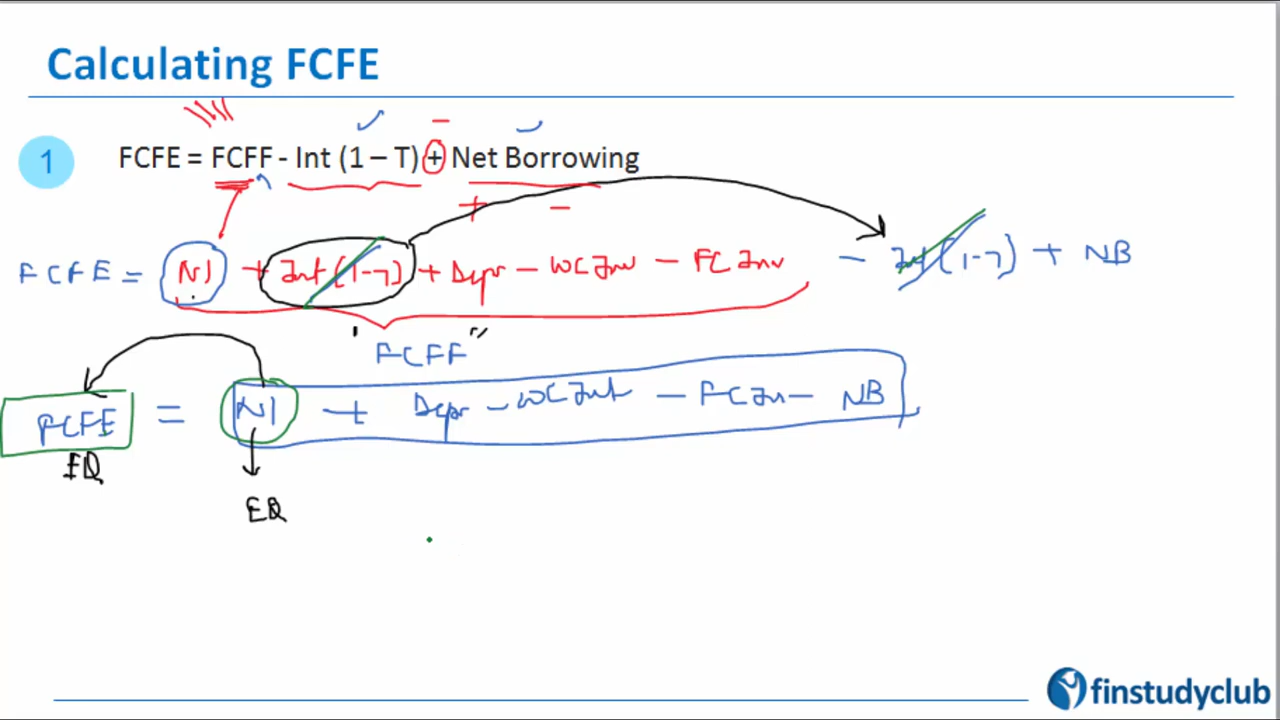 Calculating FCFE
1 FCFE = FCFF - Int (1 – T) + Net Borrowing
FCFE = NI + Int (1-T) + Depr - WC Inv - FC Inv - Int (1-T) + NB
"FCFF"
FCFE = NI + Depr - WC Inv - FC Inv - NB
EQ
EQ
finstudyclub